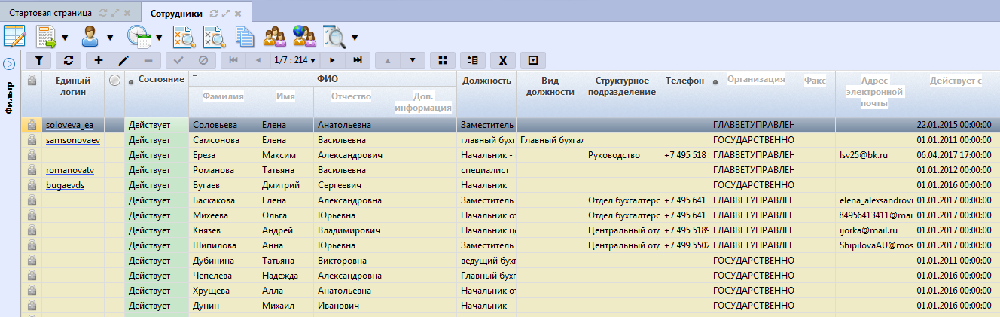 Стартовая страница
Сотрудники
1/7 : 214
Фильтр
Единый логин
Состояние
ФИО
Фамилия
Имя
Отчество
Доп. информация
Должность
Вид должности
Структурное подразделение
Телефон
Организация
Факс
Адрес электронной почты
Действует с
soloveva_ea Действует Соловьева Елена Анатольевна Заместитель ГЛАВВЕТУПРАВЛЕН 22.01.2015 00:00:00
samsonovaev Действует Самсонова Елена Васильевна главный бухг Главный бухгал ГОСУДАРСТВЕННО 01.01.2011 00:00:00
Действует Ереза Максим Александрович Начальник - Руководство +7 495 518 ГЛАВВЕТУПРАВЛЕН lsv25@bk.ru 06.04.2017 17:00:00
romanovatv Действует Романова Татьяна Васильевна специалист ГЛАВВЕТУПРАВЛЕН 01.01.2012 00:00:00
bugaevds Действует Бугаев Дмитрий Сергеевич Начальник ГОСУДАРСТВЕННО 01.01.2016 00:00:00
Действует Баскакова Елена Александровна Заместитель Отдел бухгалтерс +7 495 641 ГЛАВВЕТУПРАВЛЕН elena_alexsandrov 01.01.2017 00:00:00
Действует Михеева Ольга Юрьевна Начальник от Отдел бухгалтерс +7 495 641 ГЛАВВЕТУПРАВЛЕН 84956413411@mai 01.01.2017 00:00:00
Действует Князев Андрей Владимирович Начальник це Центральный отд +7 495 5189 ГЛАВВЕТУПРАВЛЕН ijorka@mail.ru 01.01.2017 00:00:00
Действует Шипилова Анна Юрьевна Заместитель Центральный отд +7 499 5502 ГЛАВВЕТУПРАВЛЕН ShipilovaAU@mos 01.01.2017 00:00:00
Действует Дубинина Татьяна Викторовна ведущий бухг ГОСУДАРСТВЕННО 01.01.2011 00:00:00
Действует Чепелева Надежда Александровна Главный бухг ГОСУДАРСТВЕННО 01.01.2016 00:00:00
Действует Хрущева Алла Анатольевна Начальник от ГОСУДАРСТВЕННО 01.01.2016 00:00:00
Действует Дунин Михаил Иванович Начальник ГОСУДАРСТВЕННО 01.01.2016 00:00:00